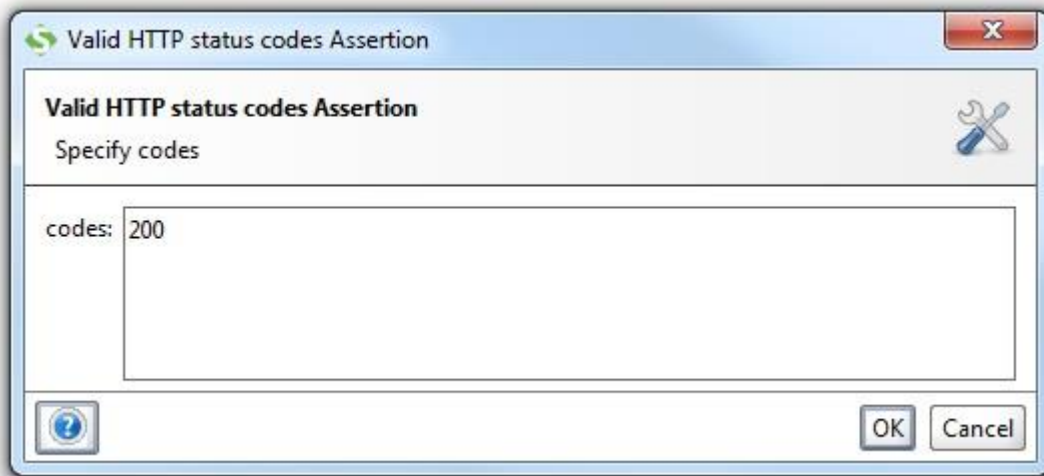 Valid HTTP status codes Assertion
Valid HTTP status codes Assertion
Specify codes
codes: 200
OK Cancel